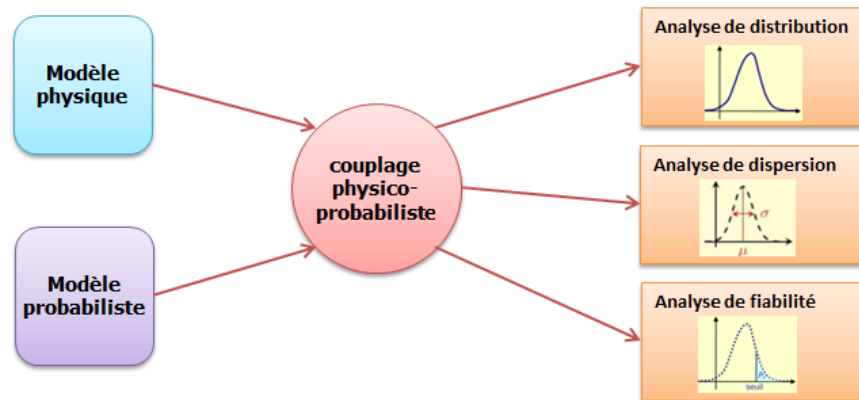 Modèle
physique
Modèle
probabiliste
couplage
physico-
probabiliste
Analyse de distribution
Analyse de dispersion
σ
μ
Analyse de fiabilité
seuil